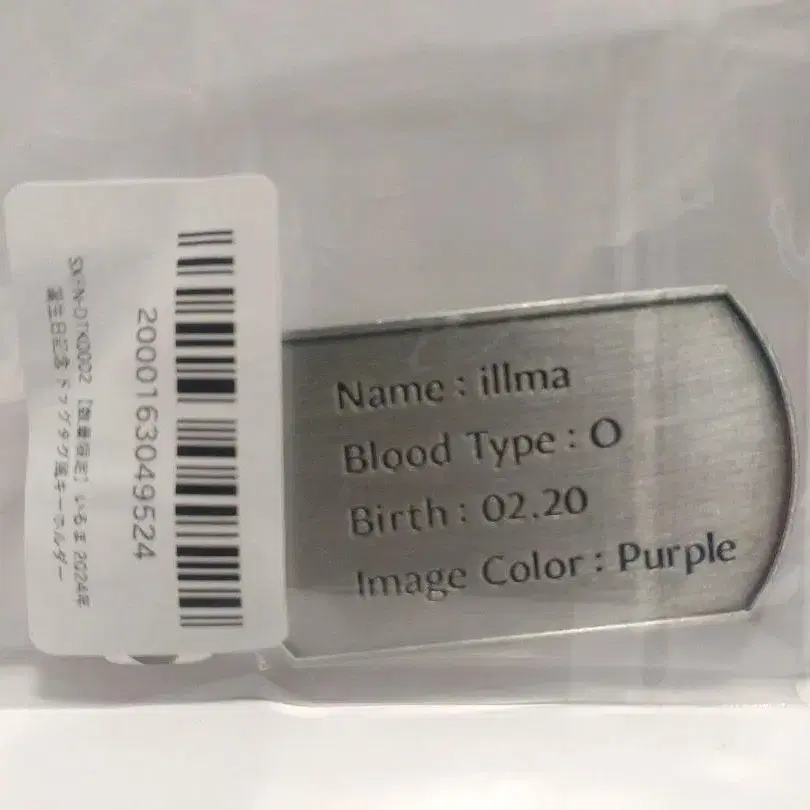 SXPN-DTK0002 【数量限定】いるま 2024年
誕生日記念 ドッグタグ風キーホルダー
2000163049524
Name : illma
Blood Type : O
Birth : 02.20
Image Color : Purple